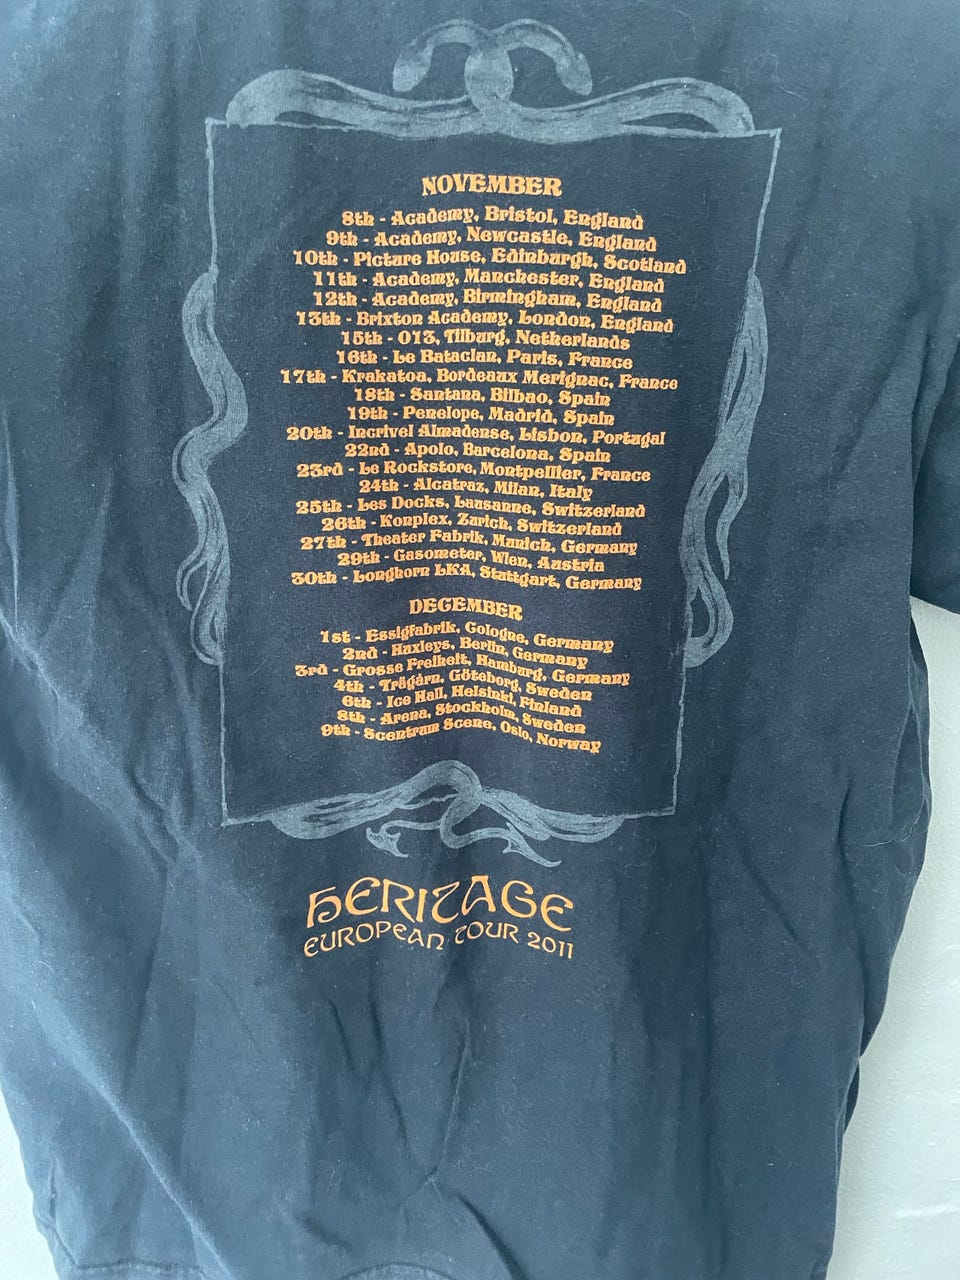 NOVEMBER
8th - Academy, Bristol, England
9th - Academy, Newcastle, England
10th - Picture House, Edinburgh, Scotland
11th - Academy, Manchester, England
12th - Academy, Birmingham, England
13th - Brixton Academy, London, England
15th - 013, Tilburg, Netherlands
16th - Le Bataclan, Paris, France
17th - Krakatoa, Bordeaux Merignac, France
18th - Santana, Bilbao, Spain
19th - Penelope, Madrid, Spain
20th - Incrivel Almadense, Lisbon, Portugal
22nd - Apolo, Barcelona, Spain
23rd - Le Rockstore, Montpellier, France
24th - Alcatraz, Milan, Italy
25th - Les Docks, Lausanne, Switzerland
26th - Konplex, Zurich, Switzerland
27th - Theater Fabrik, Munich, Germany
29th - Gasometer, Wien, Austria
30th - Longhorn LKA, Stuttgart, Germany
DECEMBER
1st - Essigfabrik, Cologne, Germany
2nd - Huxleys, Berlin, Germany
3rd - Grosse Freiheit, Hamburg, Germany
4th - Trägårn, Göteborg, Sweden
6th - Ice Hall, Helsinki, Finland
8th - Arena, Stockholm, Sweden
9th - Scentrum Scene, Oslo, Norway
HERITAGE
EUROPEAN TOUR 2011